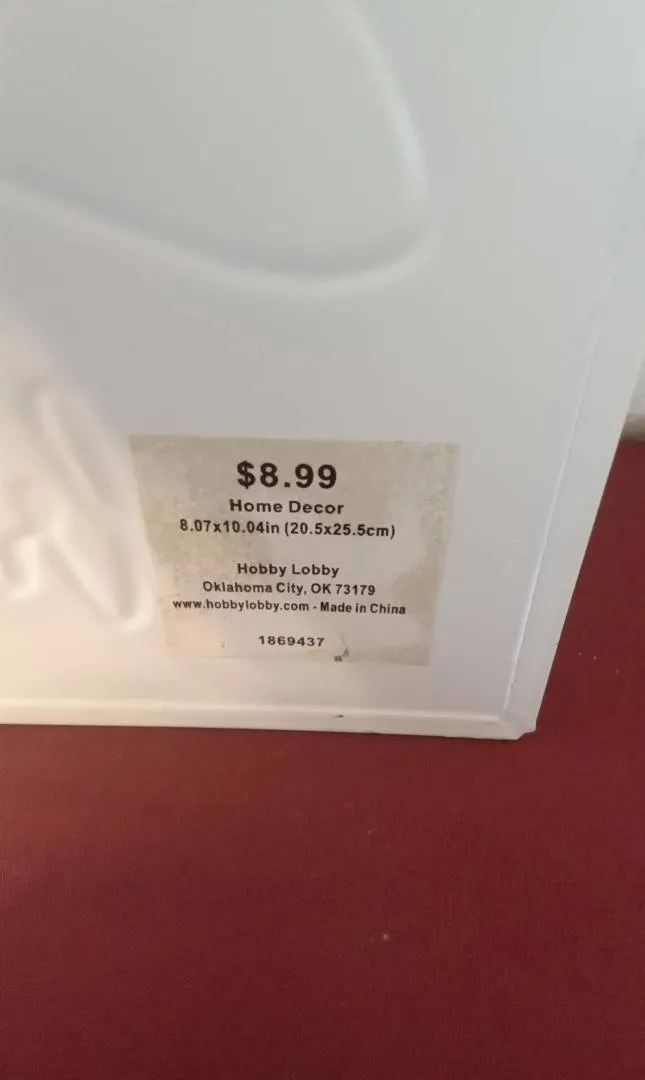 $8.99
Home Decor
8.07x10.04in (20.5x25.5cm)
Hobby Lobby
Oklahoma City, OK 73179
www.hobbylobby.com - Made in China
1869437